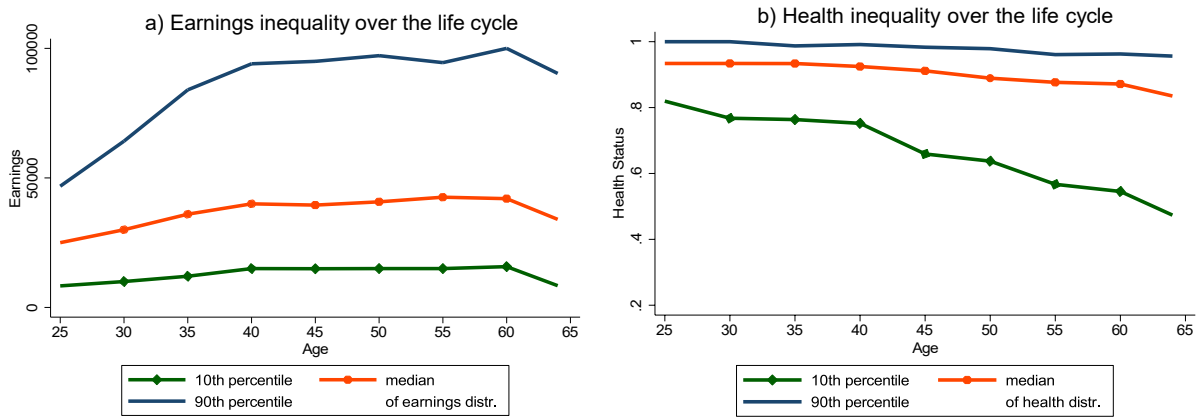 a) Earnings inequality over the life cycle
Earnings
100000
50000
0
25 30 35 40 45 50 55 60 65
Age
10th percentile median
90th percentile of earnings distr.
b) Health inequality over the life cycle
Health Status
1
.8
.6
.4
.2
25 30 35 40 45 50 55 60 65
Age
10th percentile median
90th percentile of health distr.